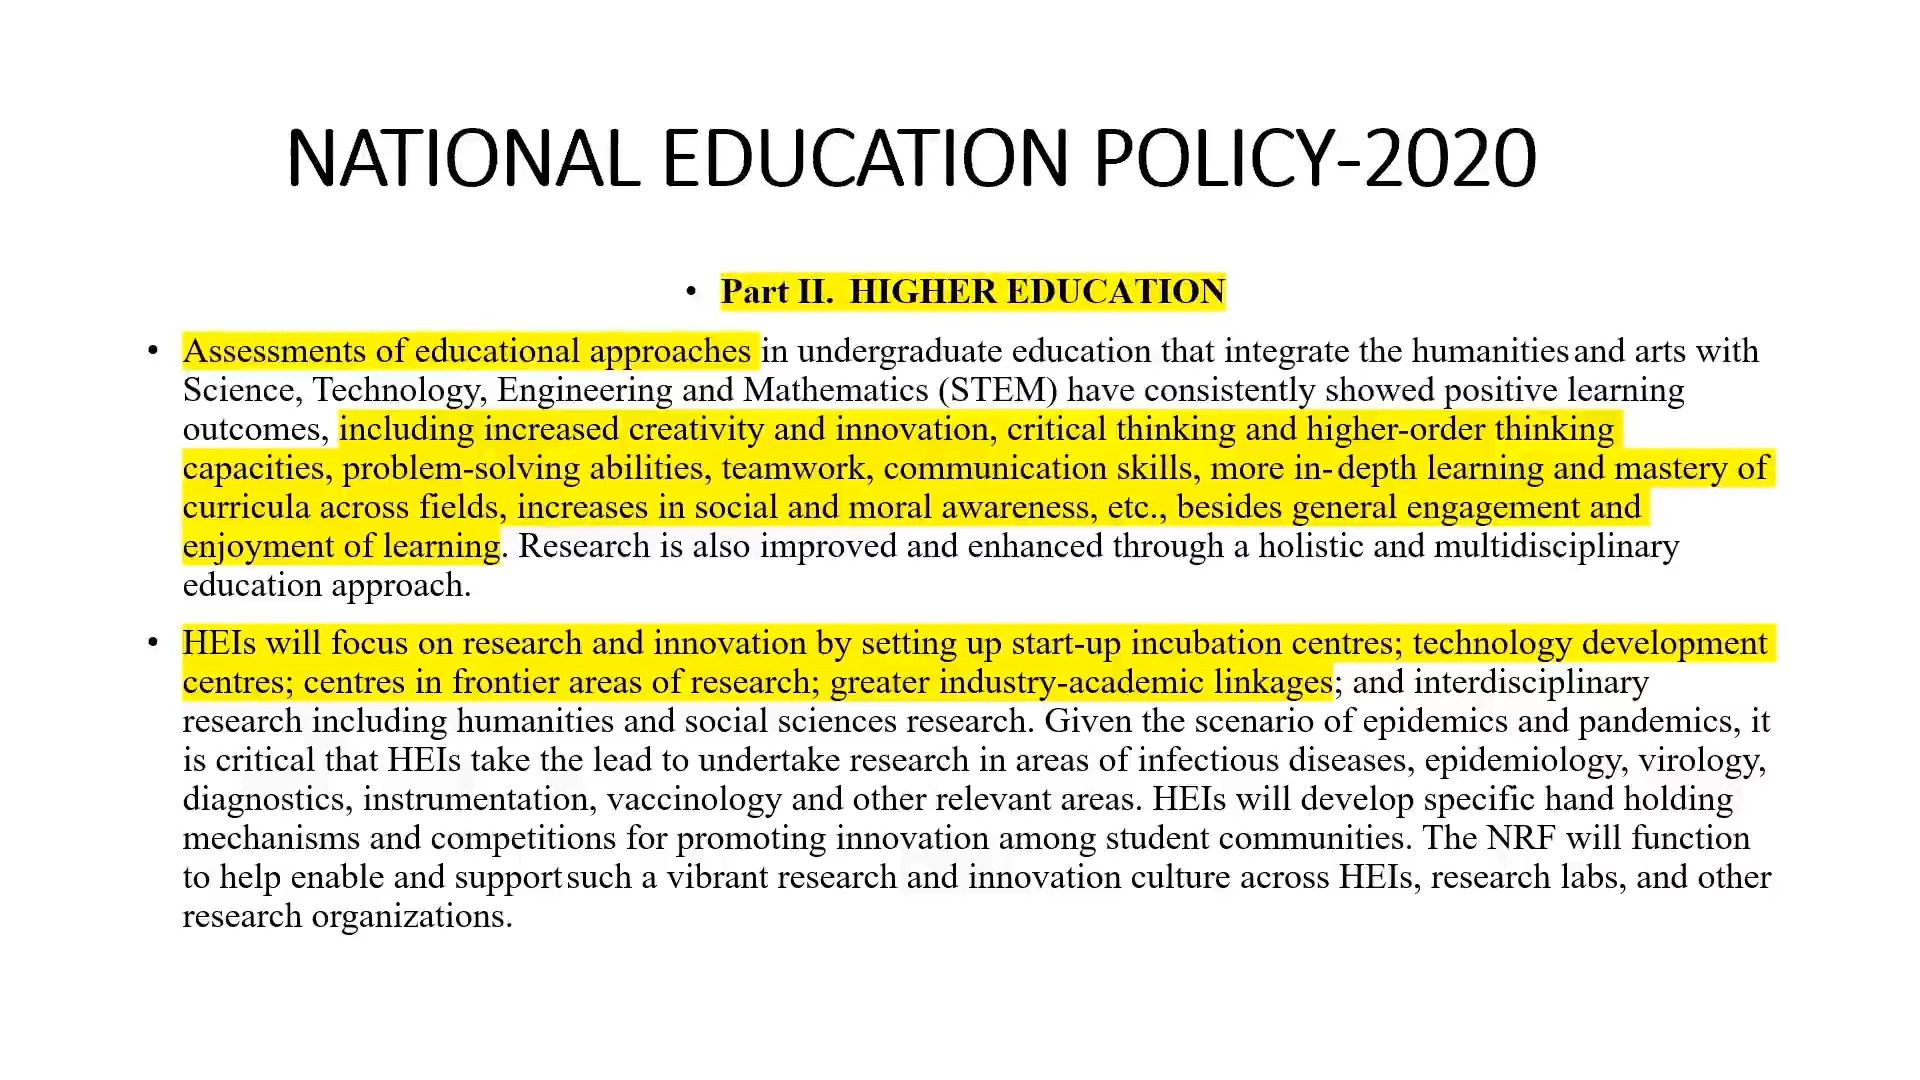 NATIONAL EDUCATION POLICY-2020
• Part II. HIGHER EDUCATION
• Assessments of educational approaches in undergraduate education that integrate the humanities and arts with
Science, Technology, Engineering and Mathematics (STEM) have consistently showed positive learning
outcomes, including increased creativity and innovation, critical thinking and higher-order thinking
capacities, problem-solving abilities, teamwork, communication skills, more in-depth learning and mastery of
curricula across fields, increases in social and moral awareness, etc., besides general engagement and
enjoyment of learning. Research is also improved and enhanced through a holistic and multidisciplinary
education approach.
• HEIs will focus on research and innovation by setting up start-up incubation centres; technology development
centres; centres in frontier areas of research; greater industry-academic linkages; and interdisciplinary
research including humanities and social sciences research. Given the scenario of epidemics and pandemics, it
is critical that HEIs take the lead to undertake research in areas of infectious diseases, epidemiology, virology,
diagnostics, instrumentation, vaccinology and other relevant areas. HEIs will develop specific hand holding
mechanisms and competitions for promoting innovation among student communities. The NRF will function
to help enable and support such a vibrant research and innovation culture across HEIs, research labs, and other
research organizations.